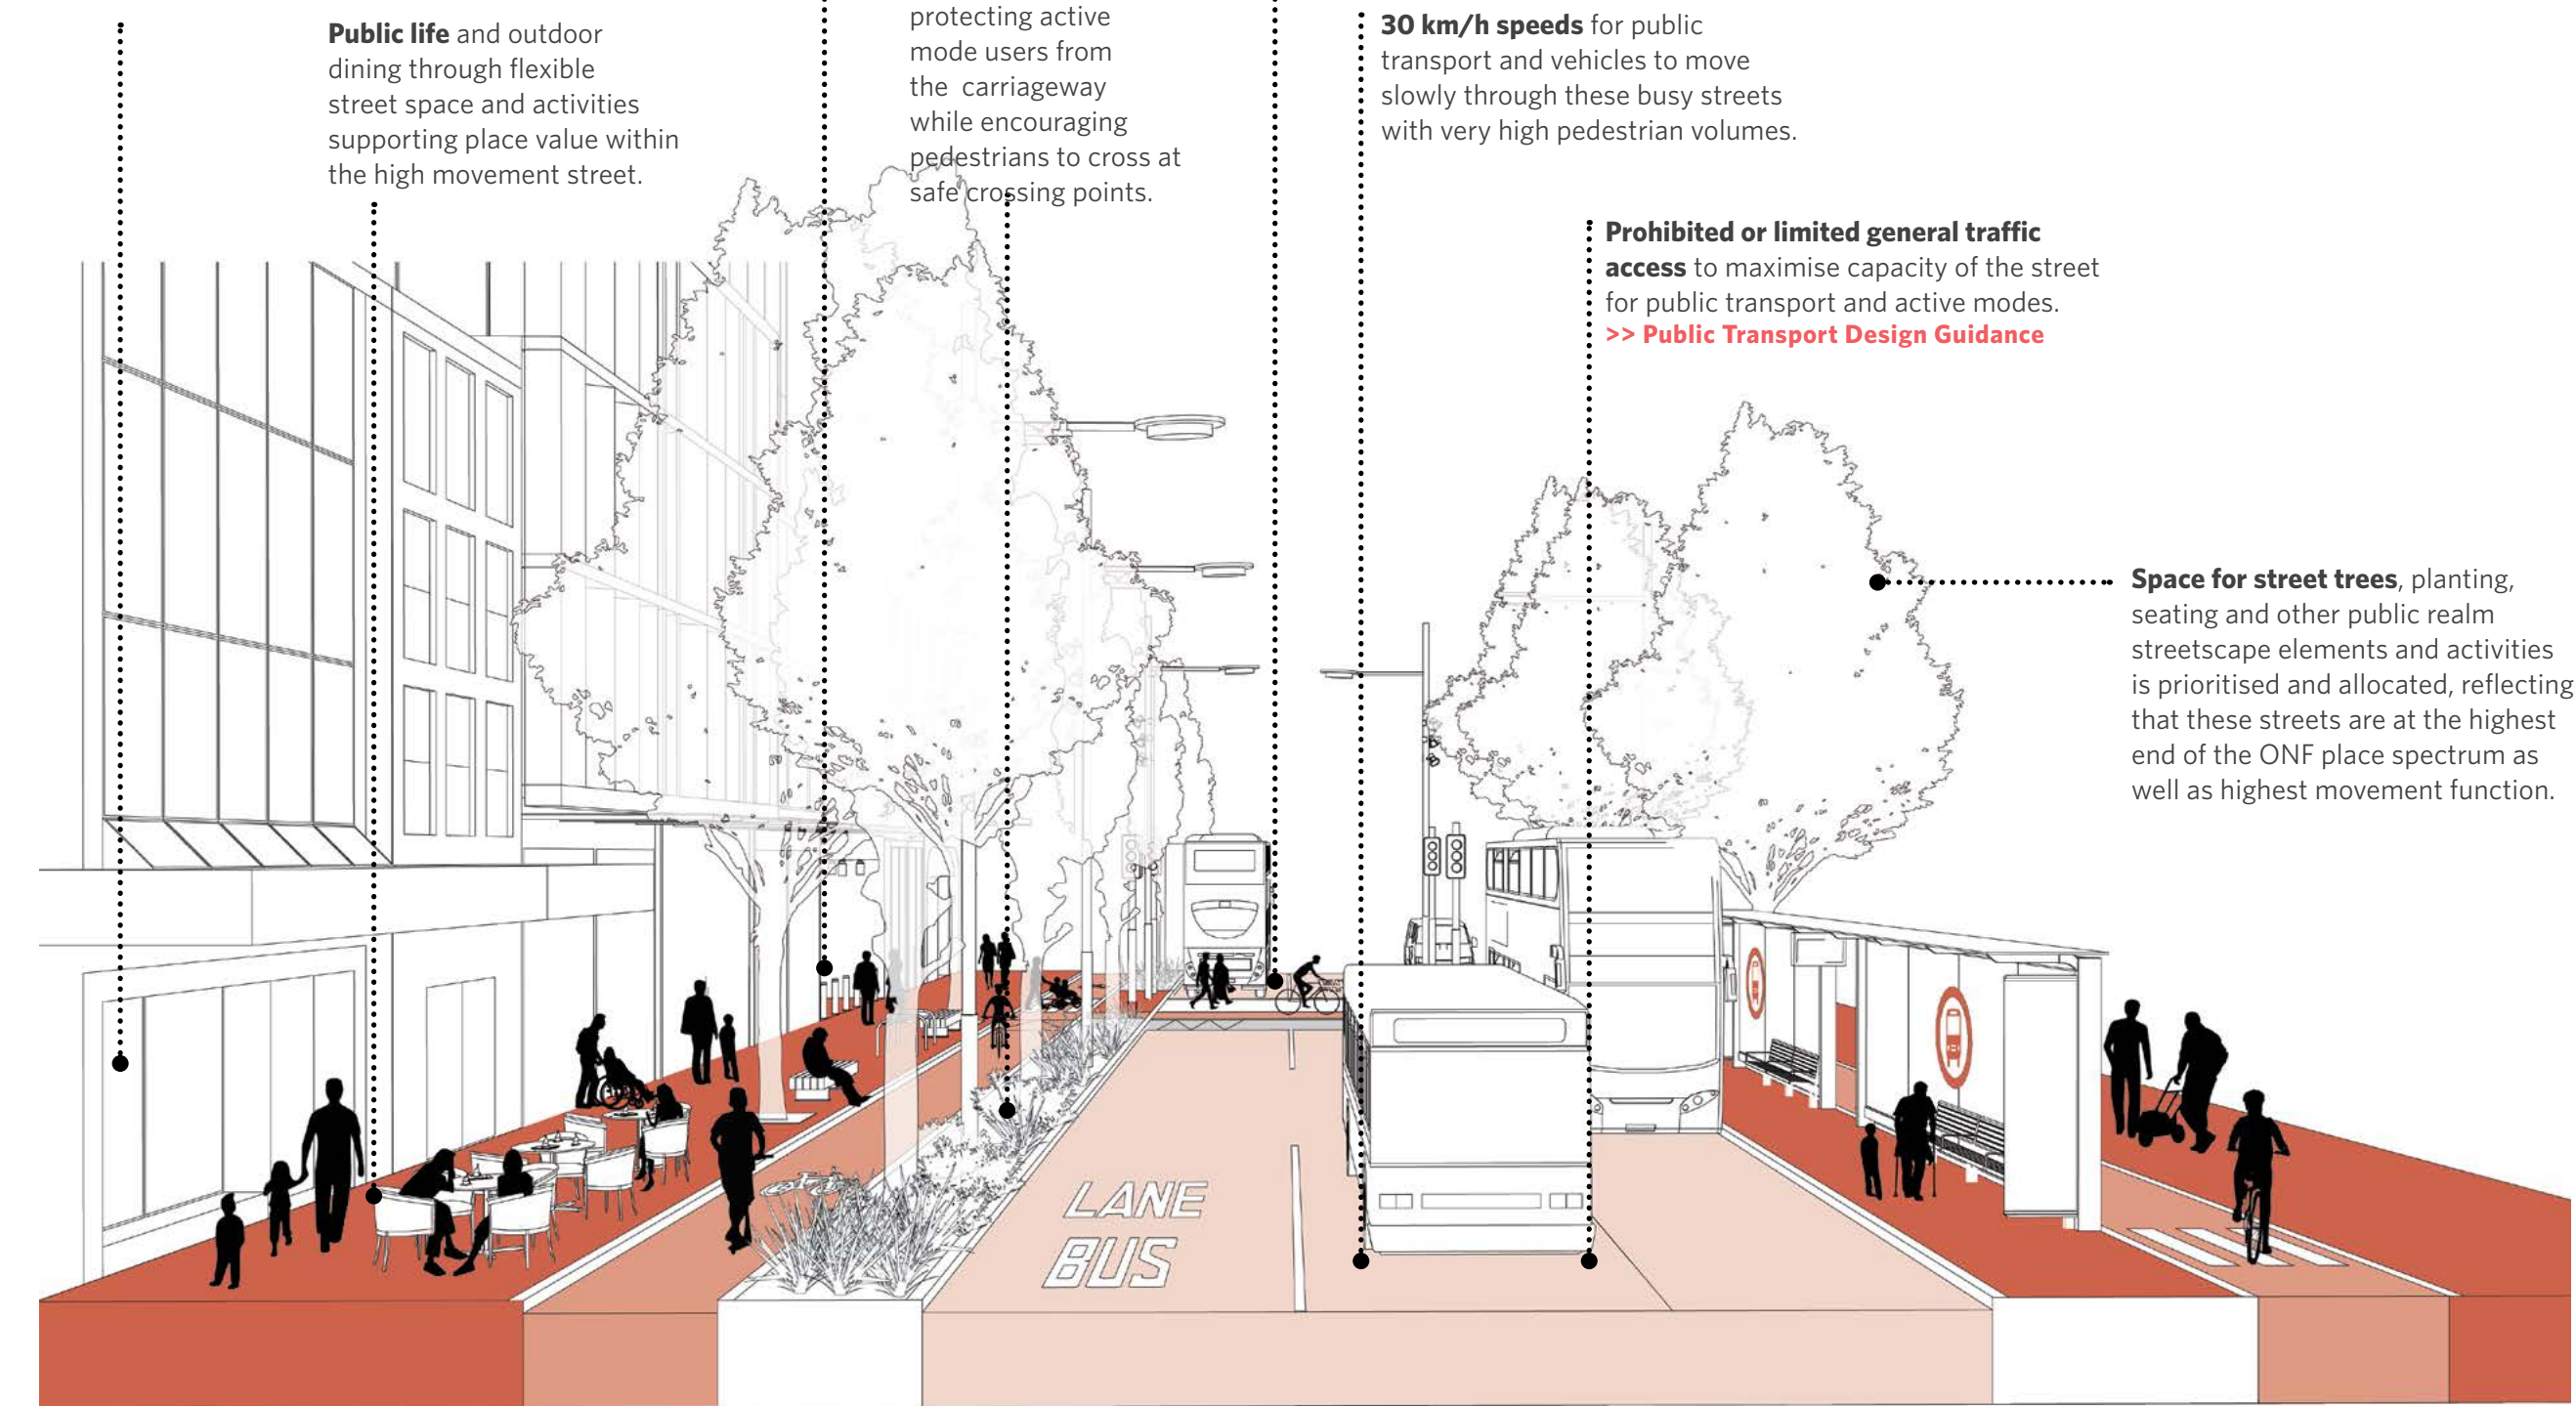 Public life and outdoor
dining through flexible
street space and activities
supporting place value within
the high movement street.
protecting active
mode users from
the carriageway
while encouraging
pedestrians to cross at
safe crossing points.
30 km/h speeds for public
transport and vehicles to move
slowly through these busy streets
with very high pedestrian volumes.
Prohibited or limited general traffic
access to maximise capacity of the street
for public transport and active modes.
>> Public Transport Design Guidance
Space for street trees, planting,
seating and other public realm
streetscape elements and activities
is prioritised and allocated, reflecting
that these streets are at the highest
end of the ONF place spectrum as
well as highest movement function.
LANE
BUS